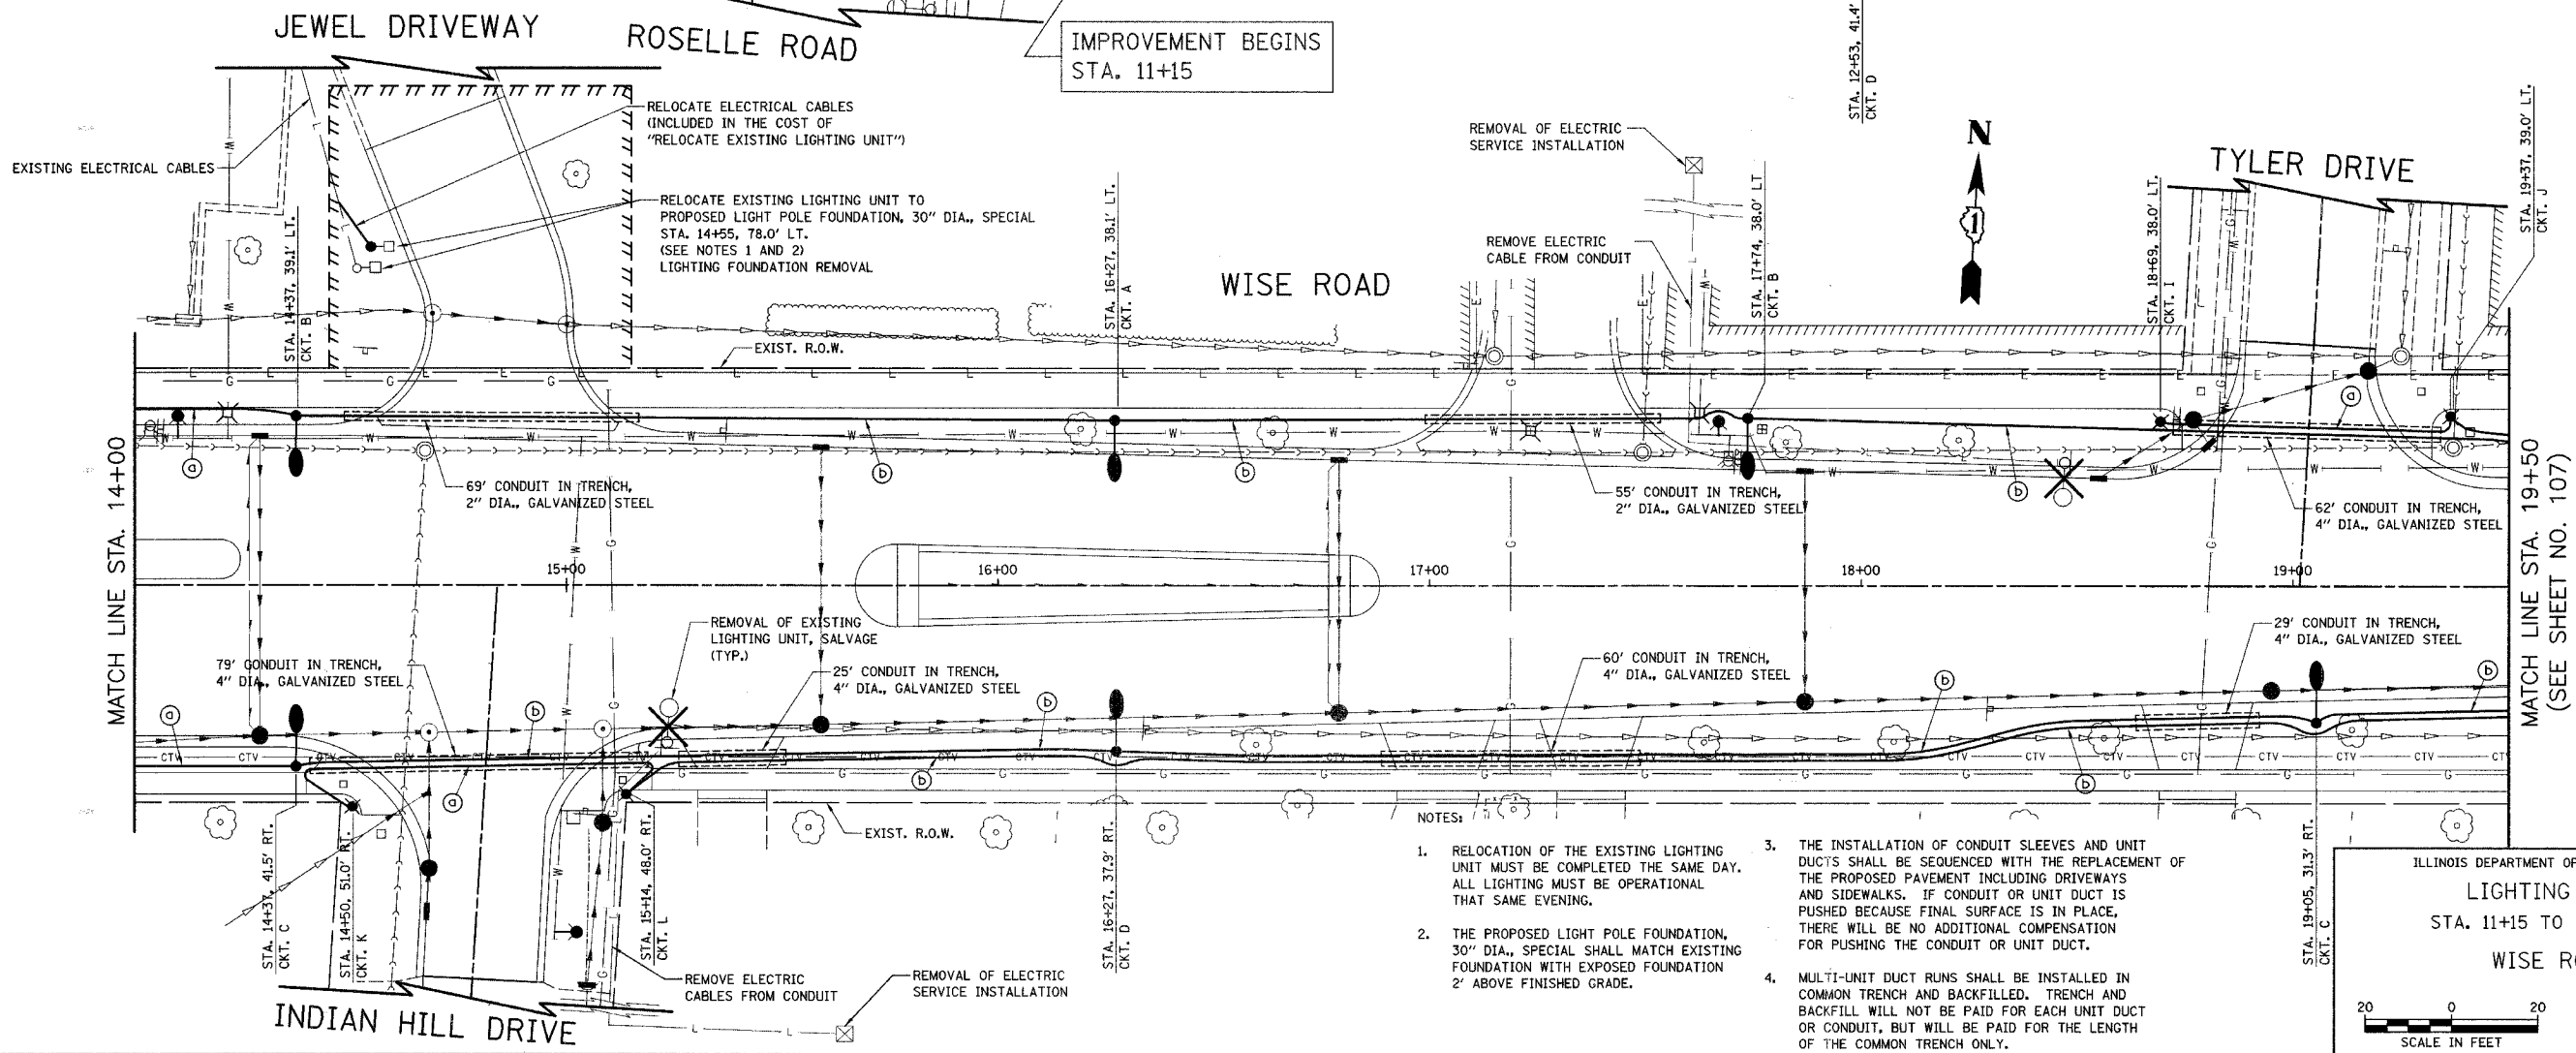 JEWEL DRIVEWAY
ROSELLE ROAD
IMPROVEMENT BEGINS
STA. 11+15
STA. 12+53, 41.4'
CKT. D
EXISTING ELECTRICAL CABLES
RELOCATE ELECTRICAL CABLES
(INCLUDED IN THE COST OF
"RELOCATE EXISTING LIGHTING UNIT")
RELOCATE EXISTING LIGHTING UNIT TO
PROPOSED LIGHT POLE FOUNDATION, 30" DIA., SPECIAL
STA. 14+55, 78.0' LT.
(SEE NOTES 1 AND 2)
LIGHTING FOUNDATION REMOVAL
STA. 14+37, 39.1' LT.
CKT. B
STA. 16+27, 38.1' LT.
CKT. A
WISE ROAD
REMOVAL OF ELECTRIC
SERVICE INSTALLATION
REMOVE ELECTRIC
CABLE FROM CONDUIT
STA. 17+74, 38.0' LT
CKT. B
N
1
TYLER DRIVE
STA. 18+69, 38.0' LT.
CKT. I
STA. 19+37, 39.0' LT.
CKT. J
EXIST. R.O.W.
MATCH LINE STA. 14+00
a
69' CONDUIT IN TRENCH,
2" DIA., GALVANIZED STEEL
b
b
55' CONDUIT IN TRENCH,
2" DIA., GALVANIZED STEEL
b
a
62' CONDUIT IN TRENCH,
4" DIA., GALVANIZED STEEL
MATCH LINE STA. 19+50
(SEE SHEET NO. 107)
15+00
16+00
17+00
18+00
19+00
79' CONDUIT IN TRENCH,
4" DIA., GALVANIZED STEEL
REMOVAL OF EXISTING
LIGHTING UNIT, SALVAGE
(TYP.)
25' CONDUIT IN TRENCH,
4" DIA., GALVANIZED STEEL
60' CONDUIT IN TRENCH,
4" DIA., GALVANIZED STEEL
29' CONDUIT IN TRENCH,
4" DIA., GALVANIZED STEEL
a
b
b
b
b
a
b
b
CTV CTV CTV CTV CTV CTV
EXIST. R.O.W.
STA. 14+37, 41.5' RT.
CKT. C
STA. 14+50, 51.0' RT.
CKT. K
STA. 15+14, 48.0' RT.
CKT. L
STA. 16+27, 37.9' RT.
CKT. D
STA. 19+05, 31.3' RT.
CKT. C
REMOVE ELECTRIC
CABLES FROM CONDUIT
REMOVAL OF ELECTRIC
SERVICE INSTALLATION
INDIAN HILL DRIVE
NOTES:
1. RELOCATION OF THE EXISTING LIGHTING
UNIT MUST BE COMPLETED THE SAME DAY.
ALL LIGHTING MUST BE OPERATIONAL
THAT SAME EVENING.
2. THE PROPOSED LIGHT POLE FOUNDATION,
30" DIA., SPECIAL SHALL MATCH EXISTING
FOUNDATION WITH EXPOSED FOUNDATION
2' ABOVE FINISHED GRADE.
3. THE INSTALLATION OF CONDUIT SLEEVES AND UNIT
DUCTS SHALL BE SEQUENCED WITH THE REPLACEMENT OF
THE PROPOSED PAVEMENT INCLUDING DRIVEWAYS
AND SIDEWALKS. IF CONDUIT OR UNIT DUCT IS
PUSHED BECAUSE FINAL SURFACE IS IN PLACE,
THERE WILL BE NO ADDITIONAL COMPENSATION
FOR PUSHING THE CONDUIT OR UNIT DUCT.
4. MULTI-UNIT DUCT RUNS SHALL BE INSTALLED IN
COMMON TRENCH AND BACKFILLED. TRENCH AND
BACKFILL WILL NOT BE PAID FOR EACH UNIT DUCT
OR CONDUIT, BUT WILL BE PAID FOR THE LENGTH
OF THE COMMON TRENCH ONLY.
ILLINOIS DEPARTMENT OF
LIGHTING
STA. 11+15 TO
WISE R
20 0 20
SCALE IN FEET